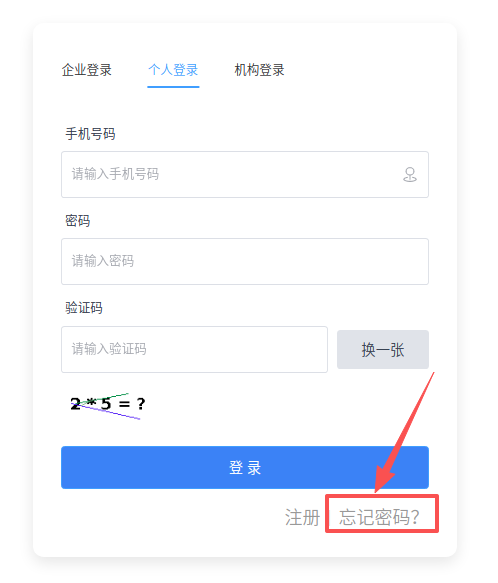 企业登录 个人登录 机构登录
手机号码
请输入手机号码
密码
请输入密码
验证码
请输入验证码 换一张
2*5=?
登 录
注册 忘记密码?